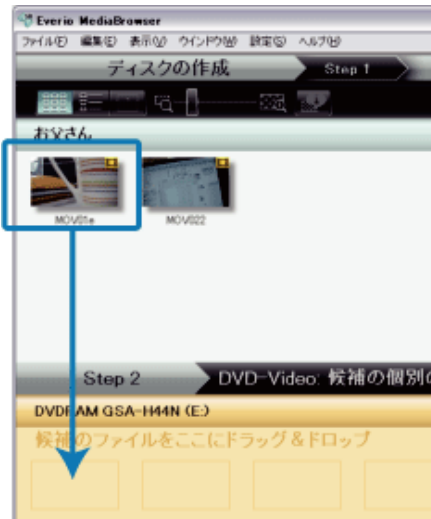 Everio MediaBrowser
ファイル(F) 編集(E) 表示(V) ウインドウ(W) 設定(S) ヘルプ(H)
ディスクの作成 Step 1
お父さん
MOV01e MOV022
Step 2 DVD-Video: 候補の個別の
DVDRAM GSA-H44N (E:)
候補のファイルをここにドラッグ&ドロップ